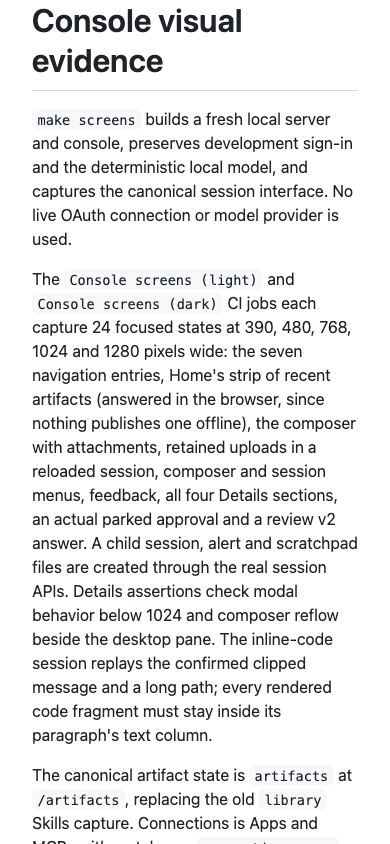 Console visual
evidence
make screens builds a fresh local server
and console, preserves development sign-in
and the deterministic local model, and
captures the canonical session interface. No
live OAuth connection or model provider is
used.
The Console screens (light) and
Console screens (dark) CI jobs each
capture 24 focused states at 390, 480, 768,
1024 and 1280 pixels wide: the seven
navigation entries, Home's strip of recent
artifacts (answered in the browser, since
nothing publishes one offline), the composer
with attachments, retained uploads in a
reloaded session, composer and session
menus, feedback, all four Details sections,
an actual parked approval and a review v2
answer. A child session, alert and scratchpad
files are created through the real session
APIs. Details assertions check modal
behavior below 1024 and composer reflow
beside the desktop pane. The inline-code
session replays the confirmed clipped
message and a long path; every rendered
code fragment must stay inside its
paragraph's text column.
The canonical artifact state is artifacts at
/artifacts, replacing the old library
Skills capture. Connections is Apps and